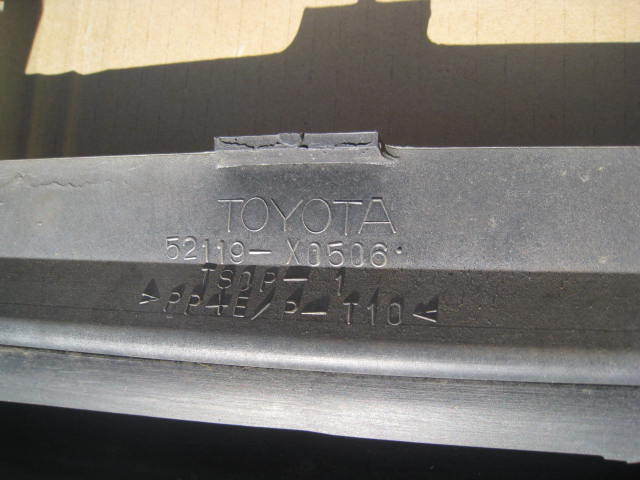 TOYOTA
52119-X0506
TSOP-1
>PP+E/P-T10<